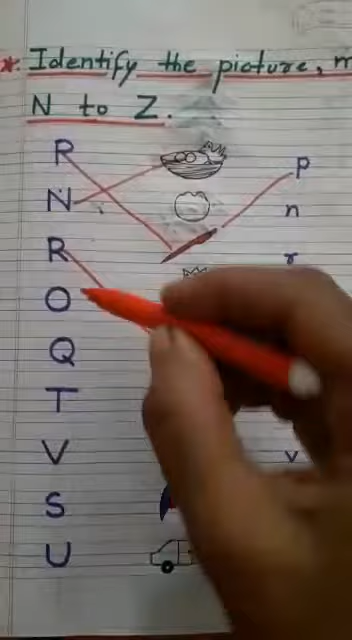 * Identify the picture, m
N to Z.
R P
N n
R r
O
Q
T
V v
S
U